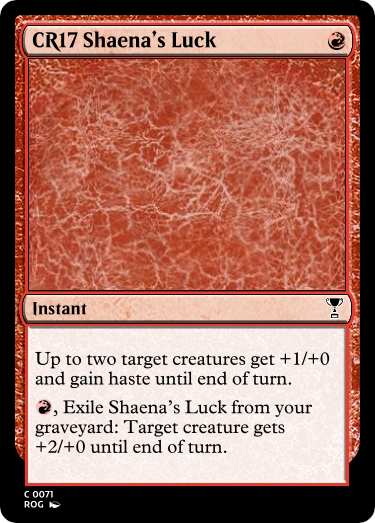 CR17 Shaena's Luck
Instant
Up to two target creatures get +1/+0
and gain haste until end of turn.
, Exile Shaena's Luck from your
graveyard: Target creature gets
+2/+0 until end of turn.
C 0071
ROG